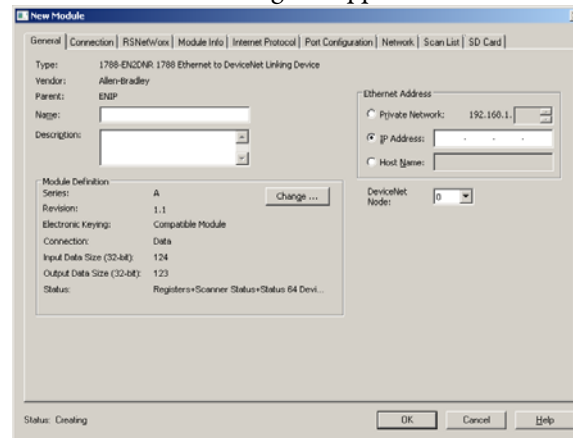 New Module
General Connection RSNetWorx Module Info Internet Protocol Port Configuration Network Scan List SD Card
Type: 1788-EN2DNR 1788 Ethernet to DeviceNet Linking Device
Vendor: Allen-Bradley
Parent: ENIP
Name:
Description:
Ethernet Address
Private Network: 192.168.1.
IP Address: . . .
Host Name:
Module Definition
Series: A Change ...
Revision: 1.1
Electronic Keying: Compatible Module
Connection: Data
Input Data Size (32-bit): 124
Output Data Size (32-bit): 123
Status: Registers+Scanner Status+Status 64 Devi...
DeviceNet
Node: 0
Status: Creating OK Cancel Help